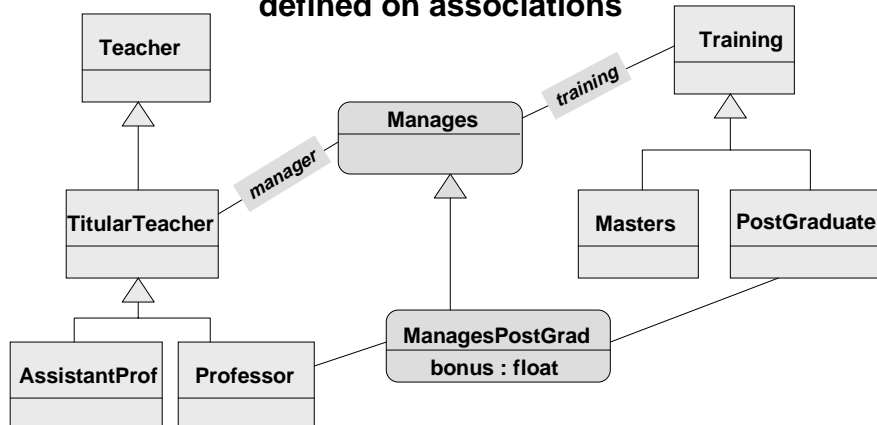 defined on associations
Teacher
Training
training
Manages
manager
TitularTeacher
Masters
PostGraduate
ManagesPostGrad
bonus : float
AssistantProf
Professor